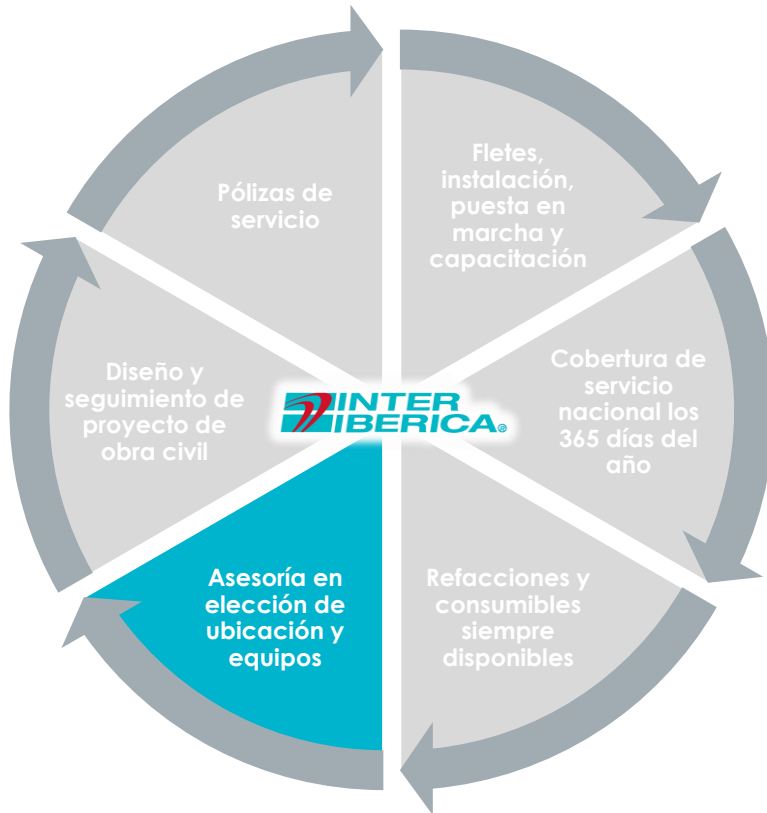 Pólizas de
servicio
Fletes,
instalación,
puesta en
marcha y
capacitación
Diseño y
seguimiento de
proyecto de
obra civil
INTER
IBERICA®
Cobertura de
servicio
nacional los
365 días del
año
Asesoría en
elección de
ubicación y
equipos
Refacciones y
consumibles
siempre
disponibles